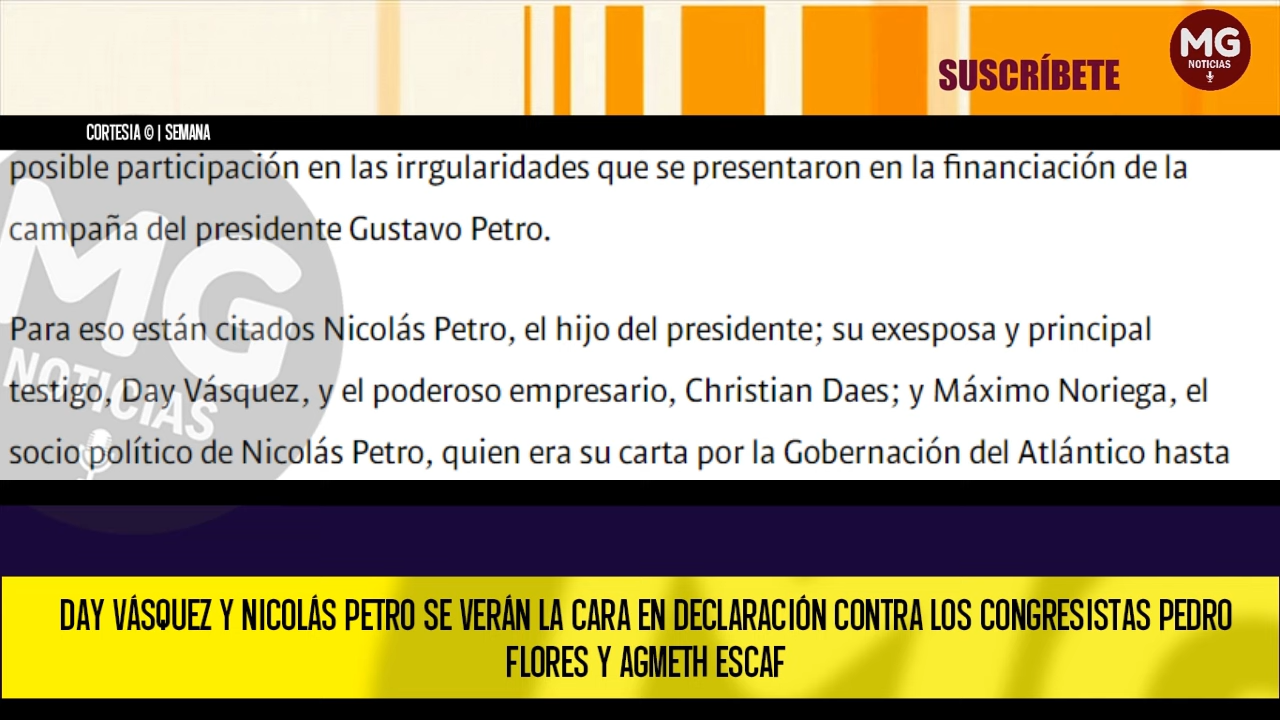 SUSCRÍBETE
MG
NOTICIAS
CORTESIA © | SEMANA
posible participación en las irrgularidades que se presentaron en la financiación de la
campaña del presidente Gustavo Petro.
Para eso están citados Nicolás Petro, el hijo del presidente; su exesposa y principal
testigo, Day Vásquez, y el poderoso empresario, Christian Daes; y Máximo Noriega, el
socio político de Nicolás Petro, quien era su carta por la Gobernación del Atlántico hasta
MG
NOTICIAS
DAY VÁSQUEZ Y NICOLÁS PETRO SE VERÁN LA CARA EN DECLARACIÓN CONTRA LOS CONGRESISTAS PEDRO
FLORES Y AGMETH ESCAF